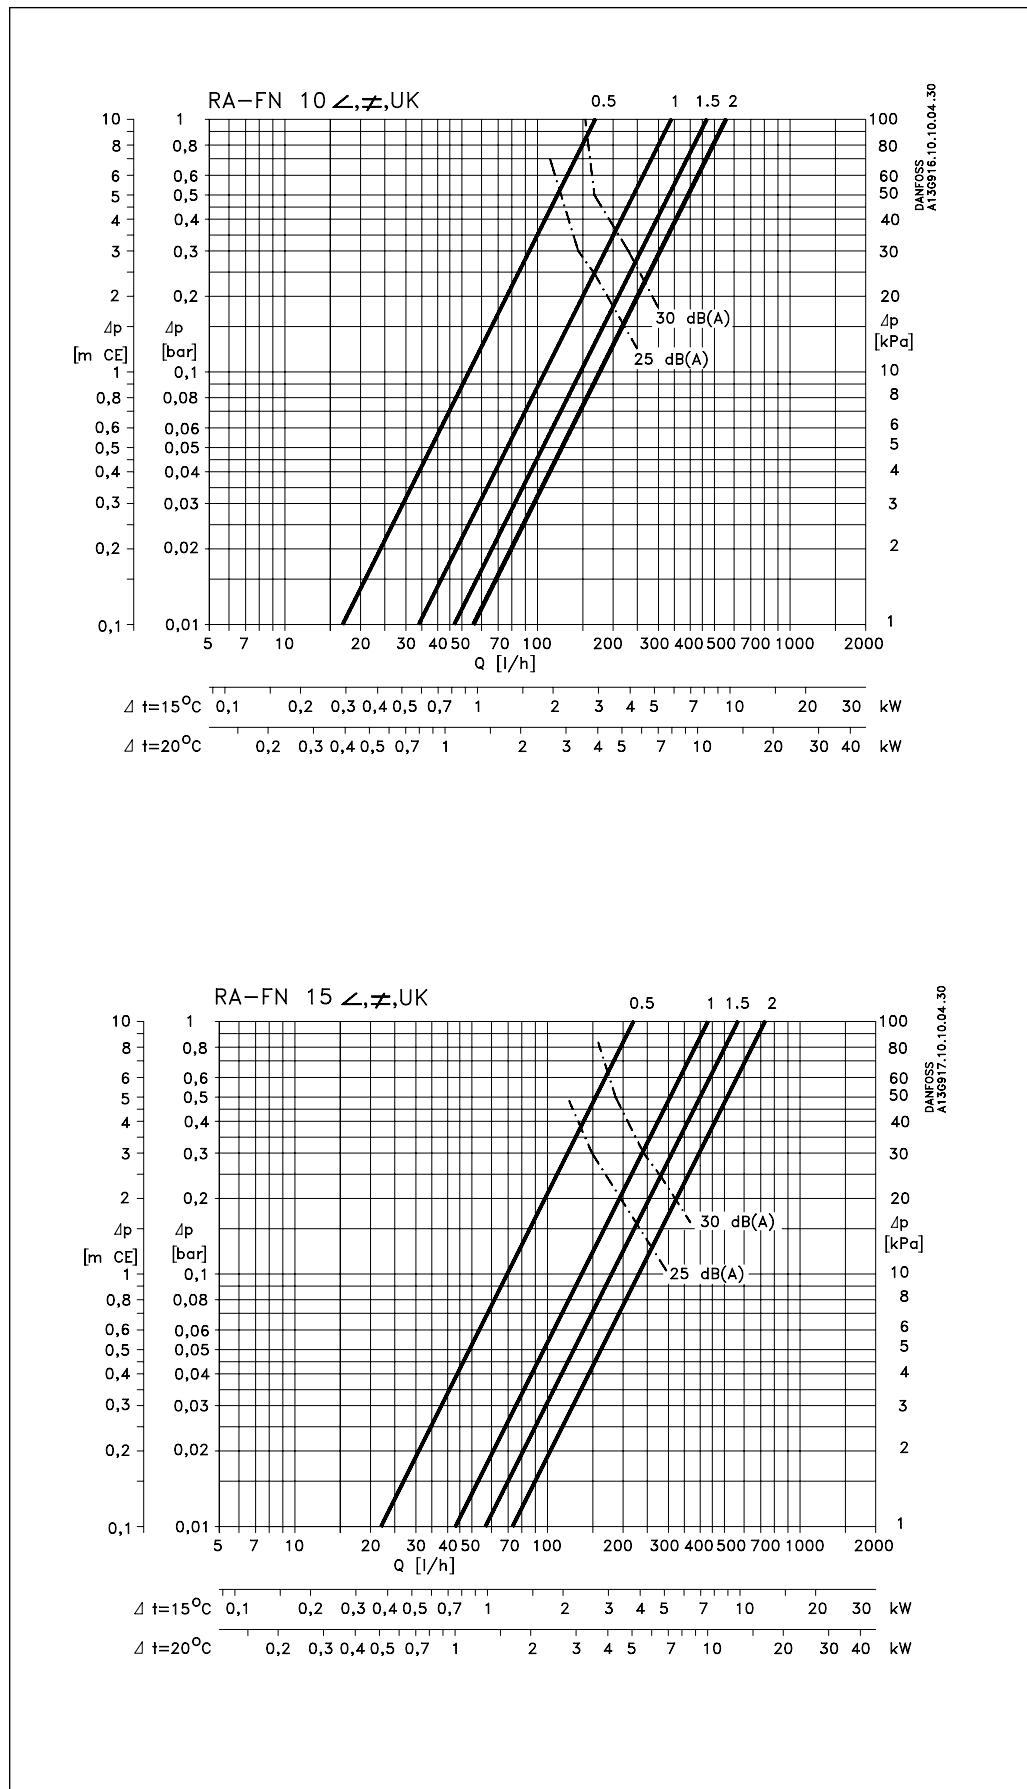 RA-FN 10 ∠,≠,UK
0.5 1 1.5 2
DANFOSS
A13G916.10.10.04.30
10 1 100
8 0,8 80
6 0,6 60
5 0,5 50
4 0,4 40
3 0,3 30
2 0,2 20
30 dB(A)
Δp Δp Δp
[m CE] [bar] [kPa]
25 dB(A)
1 0,1 10
0,8 0,08 8
0,6 0,06 6
0,5 0,05 5
0,4 0,04 4
0,3 0,03 3
0,2 0,02 2
0,1 0,01 1
5 7 10 20 30 40 50 70 100 200 300 400 500 700 1000 2000
Q [l/h]
Δ t=15°C 0,1 0,2 0,3 0,4 0,5 0,7 1 2 3 4 5 7 10 20 30 kW
Δ t=20°C 0,2 0,3 0,4 0,5 0,7 1 2 3 4 5 7 10 20 30 40 kW
RA-FN 15 ∠,≠,UK
0.5 1 1.5 2
DANFOSS
A13G917.10.10.04.30
10 1 100
8 0,8 80
6 0,6 60
5 0,5 50
4 0,4 40
3 0,3 30
2 0,2 20
30 dB(A)
Δp Δp Δp
[m CE] [bar] [kPa]
25 dB(A)
1 0,1 10
0,8 0,08 8
0,6 0,06 6
0,5 0,05 5
0,4 0,04 4
0,3 0,03 3
0,2 0,02 2
0,1 0,01 1
5 7 10 20 30 40 50 70 100 200 300 400 500 700 1000 2000
Q [l/h]
Δ t=15°C 0,1 0,2 0,3 0,4 0,5 0,7 1 2 3 4 5 7 10 20 30 kW
Δ t=20°C 0,2 0,3 0,4 0,5 0,7 1 2 3 4 5 7 10 20 30 40 kW